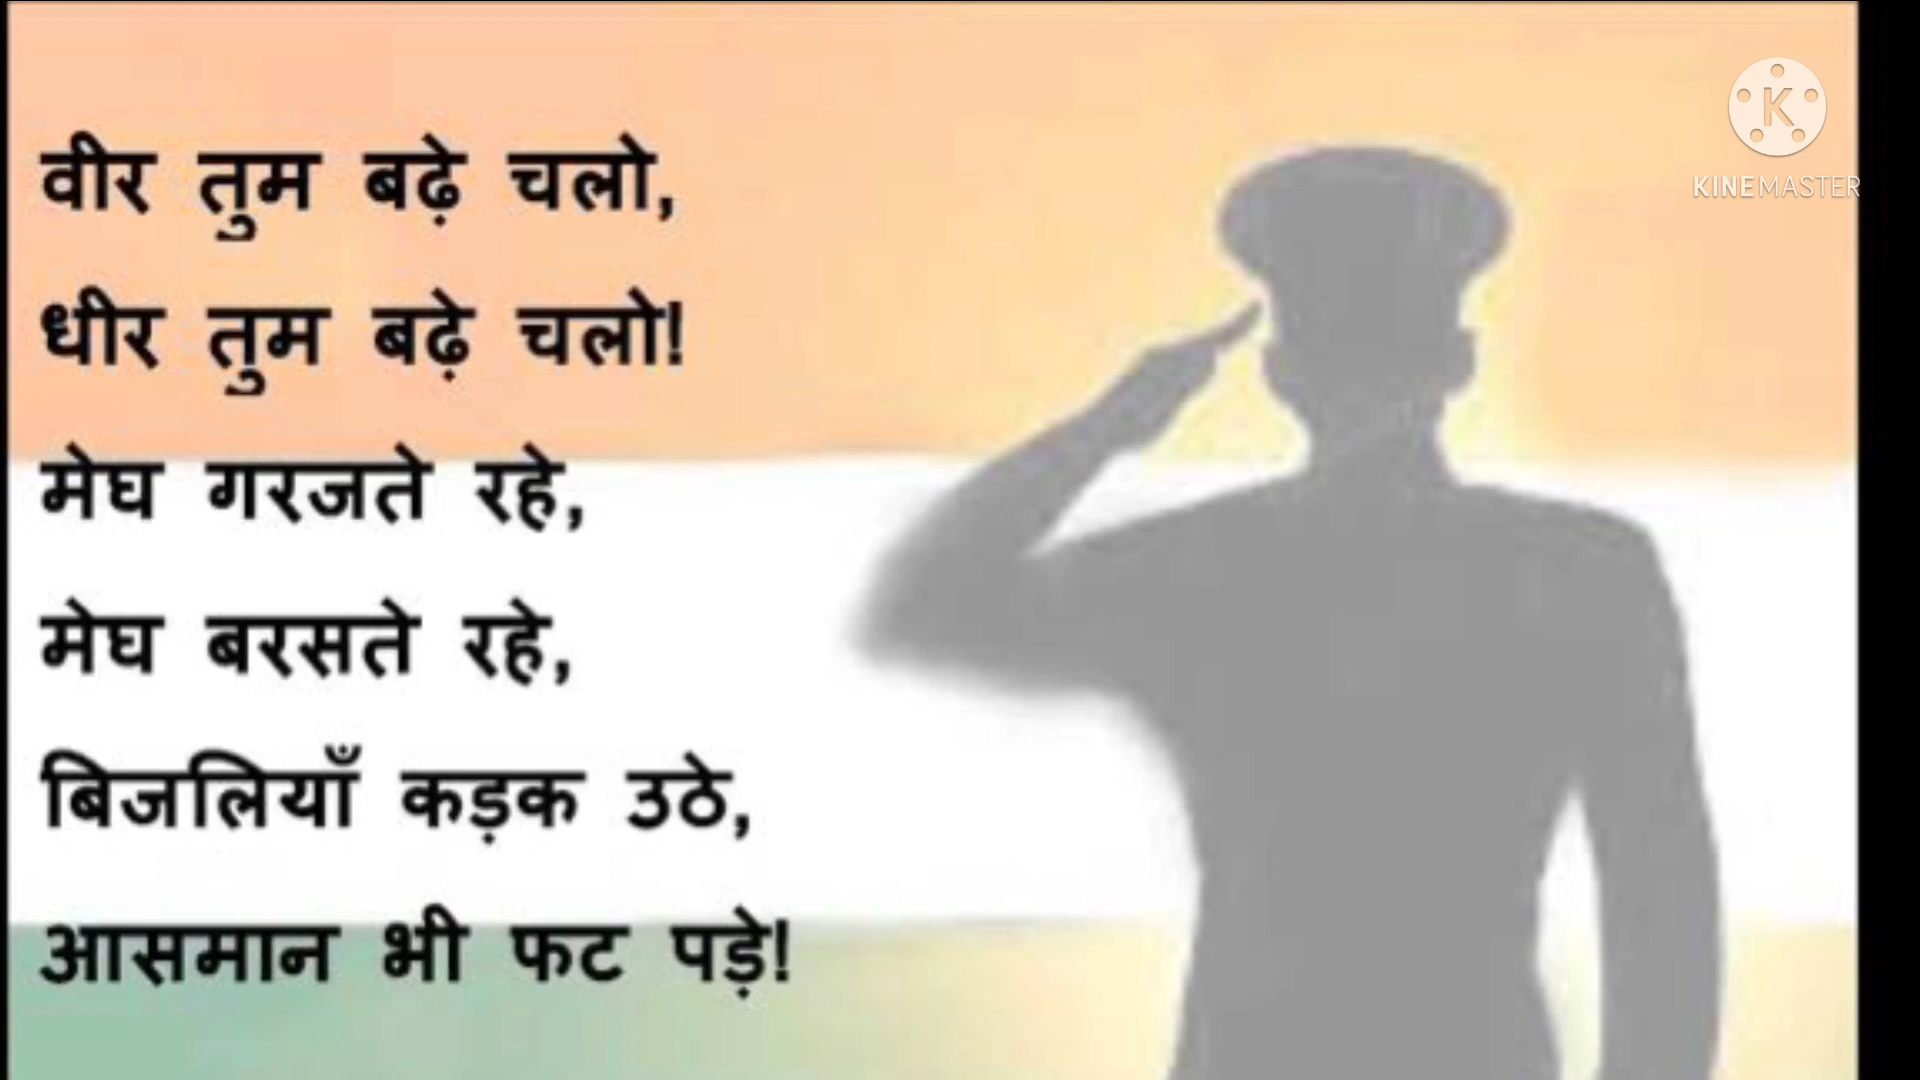 वीर तुम बढ़े चलो,
धीर तुम बढ़े चलो!
मेघ गरजते रहे,
मेघ बरसते रहे,
बिजलियाँ कड़क उठे,
आसमान भी फट पड़े!
K
KINEMASTER